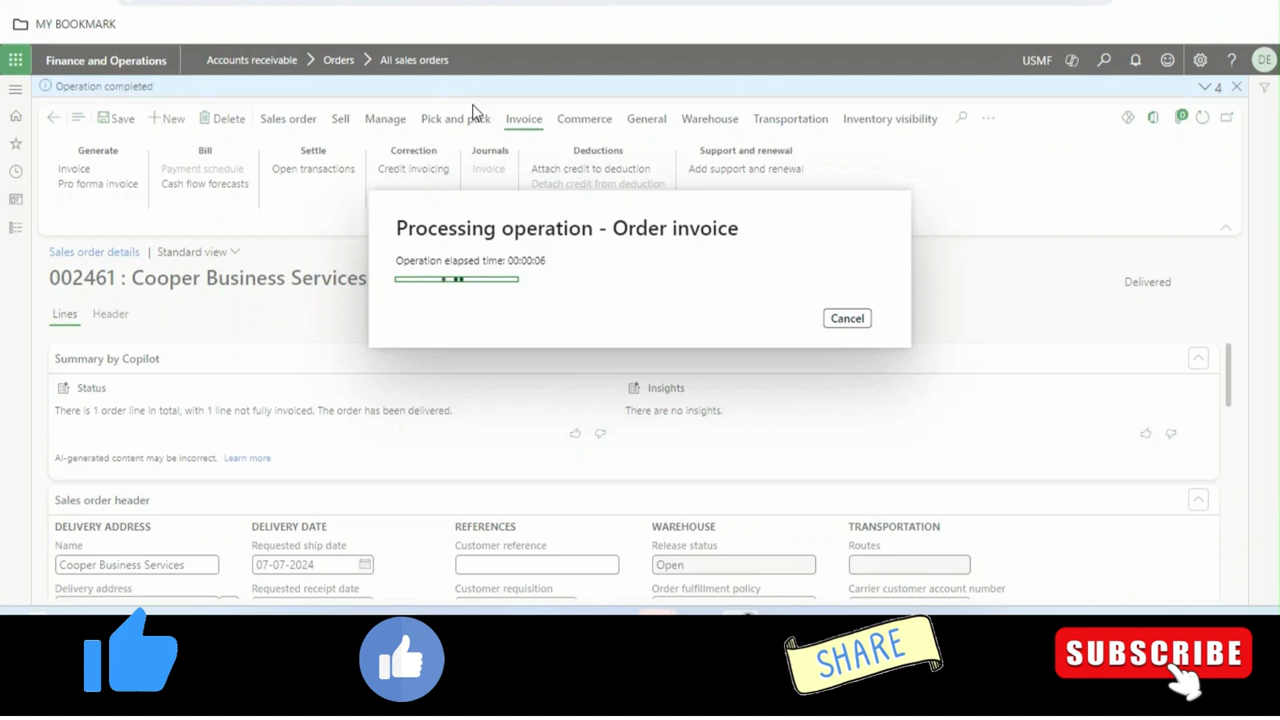 MY BOOKMARK
Finance and Operations
Accounts receivable
Orders
All sales orders
USMF
DE
Operation completed
4
Save
New
Delete
Sales order
Sell
Manage
Pick and pack
Invoice
Commerce
General
Warehouse
Transportation
Inventory visibility
0
Generate
Bill
Settle
Correction
Journals
Deductions
Support and renewal
Invoice
Payment schedule
Open transactions
Credit invoicing
Invoice
Attach credit to deduction
Add support and renewal
Pro forma invoice
Cash flow forecasts
Detach credit from deduction
Processing operation - Order invoice
Operation elapsed time: 00:00:06
Cancel
Sales order details
Standard view
002461 : Cooper Business Services
Delivered
Lines
Header
Summary by Copilot
Status
Insights
There is 1 order line in total, with 1 line not fully invoiced. The order has been delivered.
There are no insights.
AI-generated content may be incorrect. Learn more
Sales order header
DELIVERY ADDRESS
DELIVERY DATE
REFERENCES
WAREHOUSE
TRANSPORTATION
Name
Requested ship date
Customer reference
Release status
Routes
Cooper Business Services
07-07-2024
Open
Delivery address
Requested receipt date
Customer requisition
Order fulfillment policy
Carrier customer account number
SHARE
SUBSCRIBE